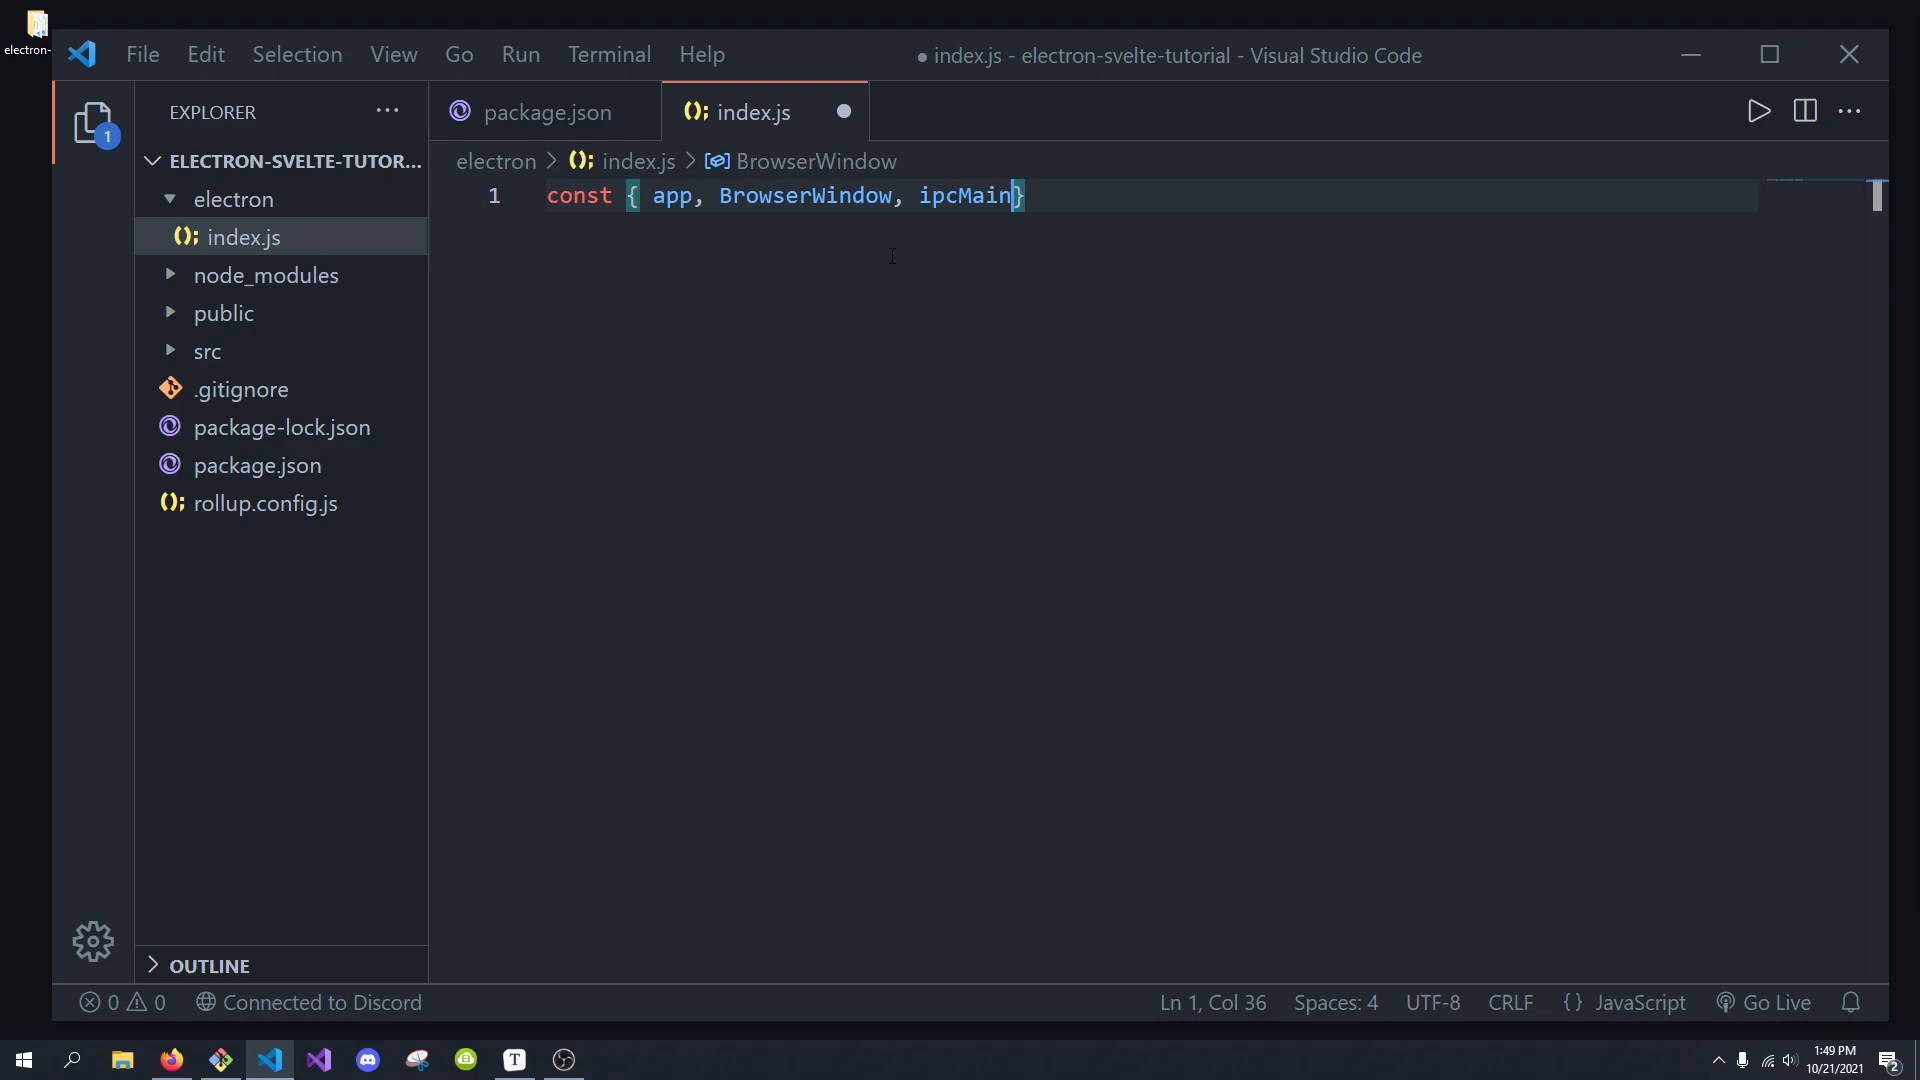 electron-
File Edit Selection View Go Run Terminal Help
● index.js - electron-svelte-tutorial - Visual Studio Code
1
EXPLORER
ELECTRON-SVELTE-TUTOR...
electron
index.js
node_modules
public
src
.gitignore
package-lock.json
package.json
rollup.config.js
OUTLINE
package.json
index.js
electron > index.js > BrowserWindow
1 const { app, BrowserWindow, ipcMain}
0 0 Connected to Discord
Ln 1, Col 36 Spaces: 4 UTF-8 CRLF {} JavaScript Go Live
T
1:49 PM
10/21/2021
2